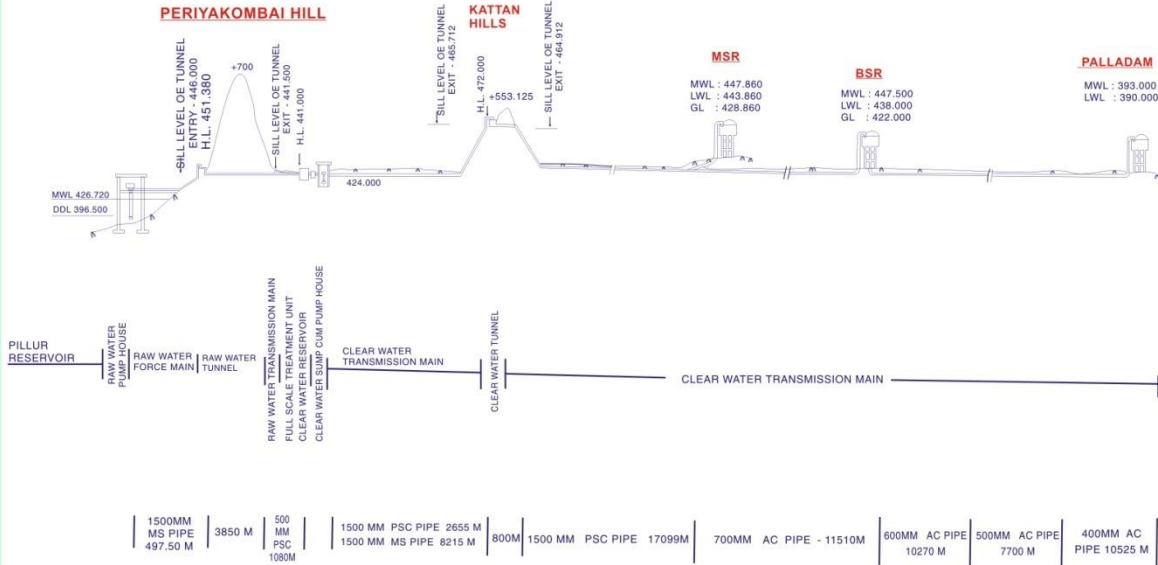 PERIYAKOMBAI HILL
SILL LEVEL OE TUNNEL
ENTRY - 446.000
H.L. 451.380
+700
SILL LEVEL OE TUNNEL
EXIT - 441.500
H.L. 441.000
MWL 426.720
DDL 396.500
424.000
SILL LEVEL OE TUNNEL
EXIT - 465.712
KATTAN
HILLS
H.L. 472.000
+553.125
SILL LEVEL OE TUNNEL
EXIT - 464.912
MSR
MWL : 447.860
LWL : 443.860
GL : 428.860
BSR
MWL : 447.500
LWL : 438.000
GL : 422.000
PALLADAM
MWL : 393.000
LWL : 390.000
PILLUR
RESERVOIR
RAW WATER
PUMP HOUSE
RAW WATER
FORCE MAIN
RAW WATER
TUNNEL
RAW WATER TRANSMISSION MAIN
FULL SCALE TREATMENT UNIT
CLEAR WATER RESERVOIR
CLEAR WATER SUMP CUM PUMP HOUSE
CLEAR WATER
TRANSMISSION MAIN
CLEAR WATER TUNNEL
CLEAR WATER TRANSMISSION MAIN
1500MM
MS PIPE
497.50 M
3850 M
500
MM
PSC
1080M
1500 MM PSC PIPE 2655 M
1500 MM MS PIPE 8215 M
800M
1500 MM PSC PIPE 17099M
700MM AC PIPE - 11510M
600MM AC PIPE
10270 M
500MM AC PIPE
7700 M
400MM AC
PIPE 10525 M